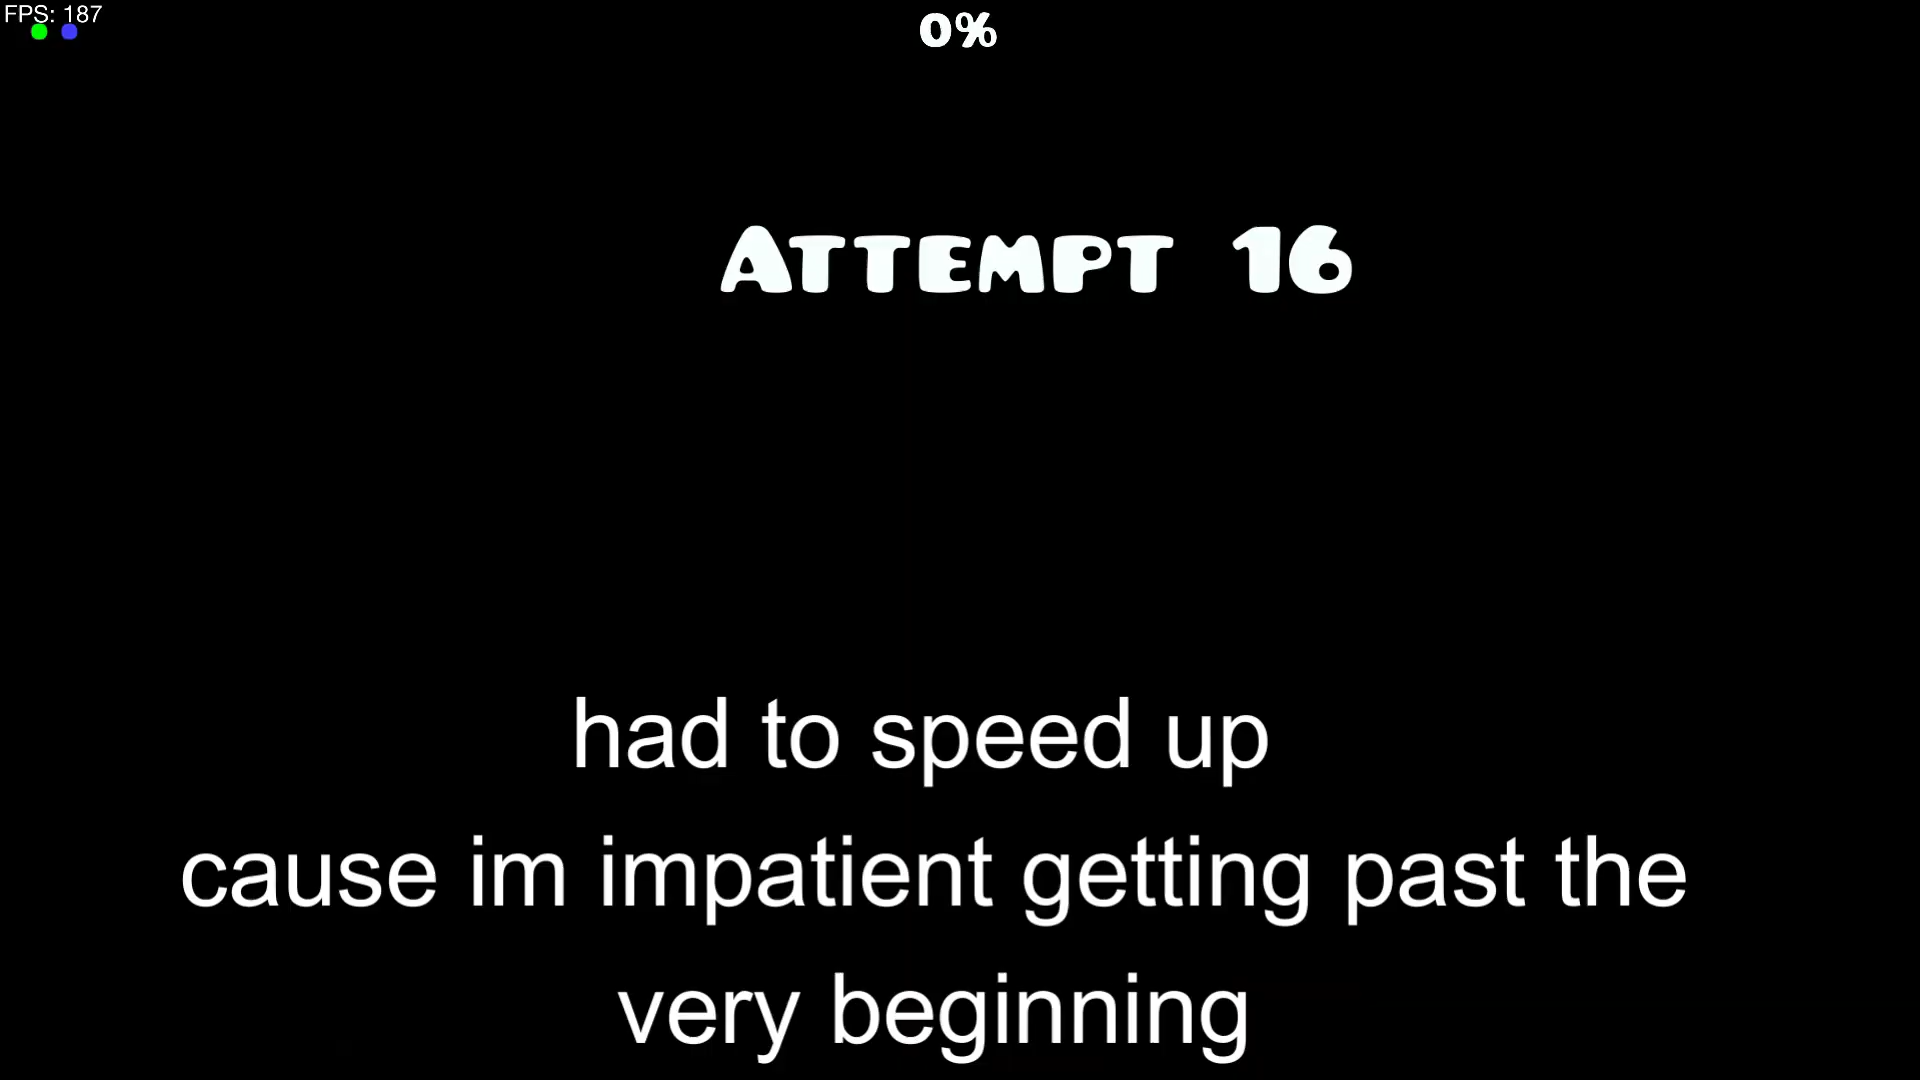 FPS: 187
0%
Attempt 16
had to speed up
cause im impatient getting past the
very beginning